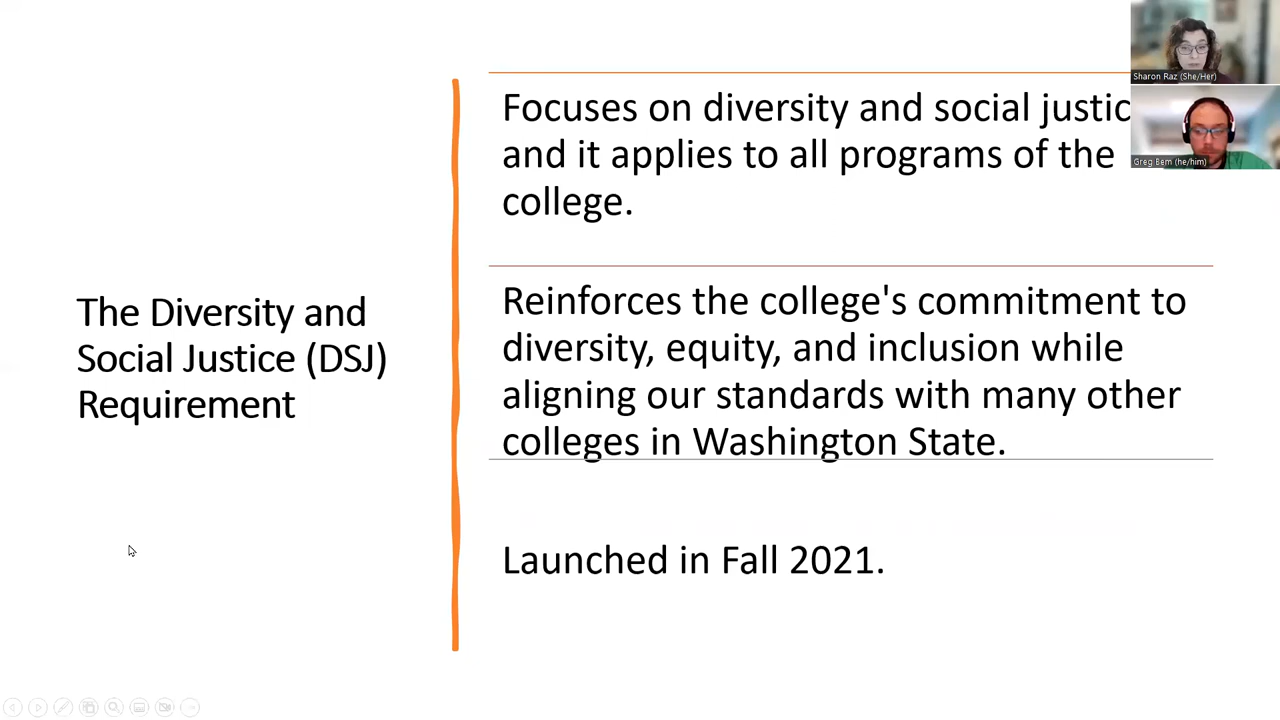 The Diversity and
Social Justice (DSJ)
Requirement
Focuses on diversity and social justic
and it applies to all programs of the
college.
Reinforces the college's commitment to
diversity, equity, and inclusion while
aligning our standards with many other
colleges in Washington State.
Launched in Fall 2021.
Sharon Raz (She/Her)
Greg Bem (he/him)